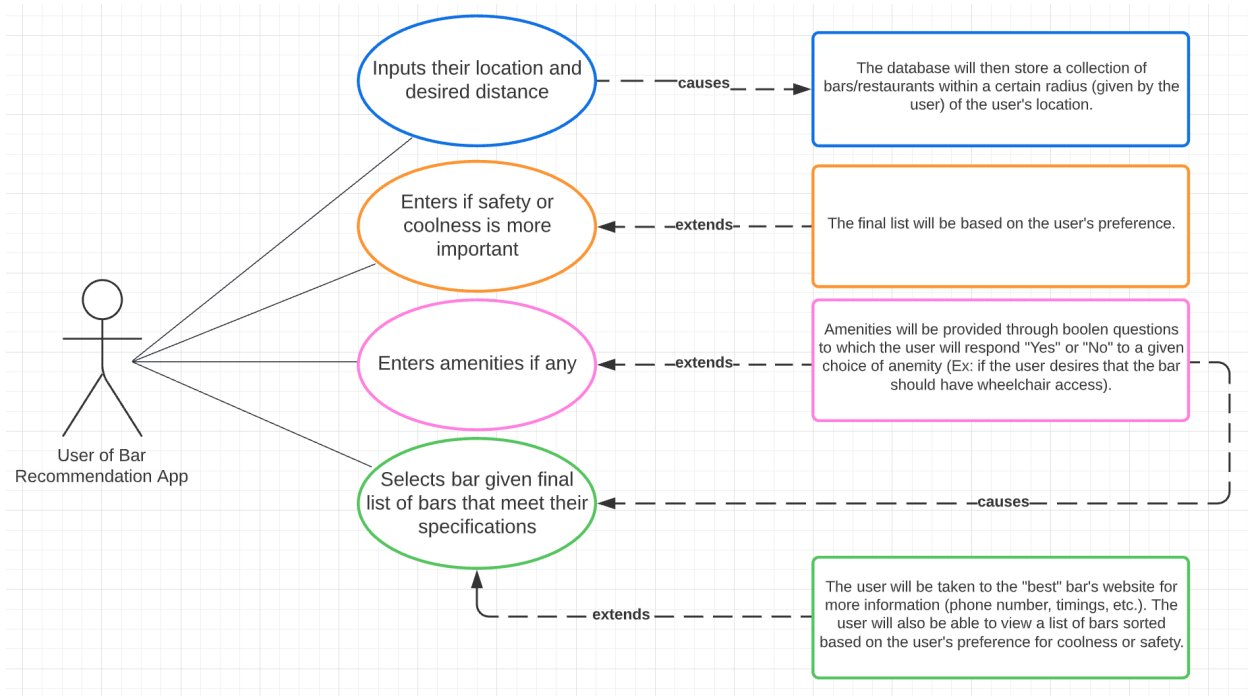 Inputs their location and
desired distance
causes
The database will then store a collection of
bars/restaurants within a certain radius (given by the
user) of the user's location.
Enters if safety or
coolness is more
important
extends
The final list will be based on the user's preference.
Enters amenities if any
extends
Amenities will be provided through boolen questions
to which the user will respond "Yes" or "No" to a given
choice of anemity (Ex: if the user desires that the bar
should have wheelchair access).
User of Bar
Recommendation App
Selects bar given final
list of bars that meet their
specifications
causes
extends
The user will be taken to the "best" bar's website for
more information (phone number, timings, etc.). The
user will also be able to view a list of bars sorted
based on the user's preference for coolness or safety.